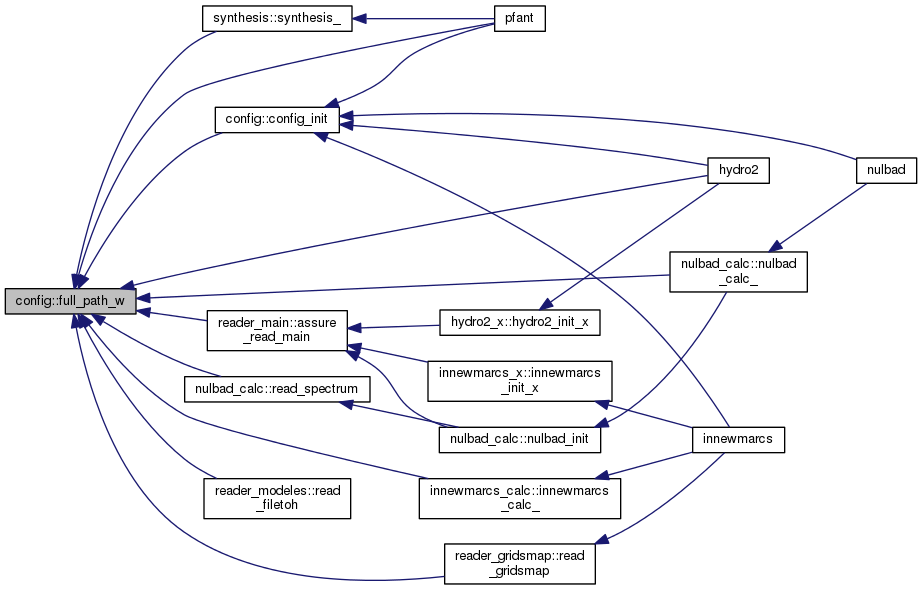 synthesis::synthesis_
pfant
config::config_init
hydro2
nulbad
nulbad_calc::nulbad
_calc_
config::full_path_w
reader_main::assure
_read_main
hydro2_x::hydro2_init_x
innewmarcs_x::innewmarcs
_init_x
nulbad_calc::read_spectrum
nulbad_calc::nulbad_init
innewmarcs
reader_modeles::read
_filetoh
innewmarcs_calc::innewmarcs
_calc_
reader_gridsmap::read
_gridsmap